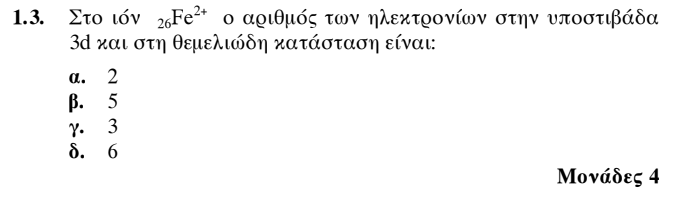 1.3. Στο ιόν ₂₆Fe²⁺ ο αριθμός των ηλεκτρονίων στην υποστιβάδα
3d και στη θεμελιώδη κατάσταση είναι:
α. 2
β. 5
γ. 3
δ. 6
Μονάδες 4